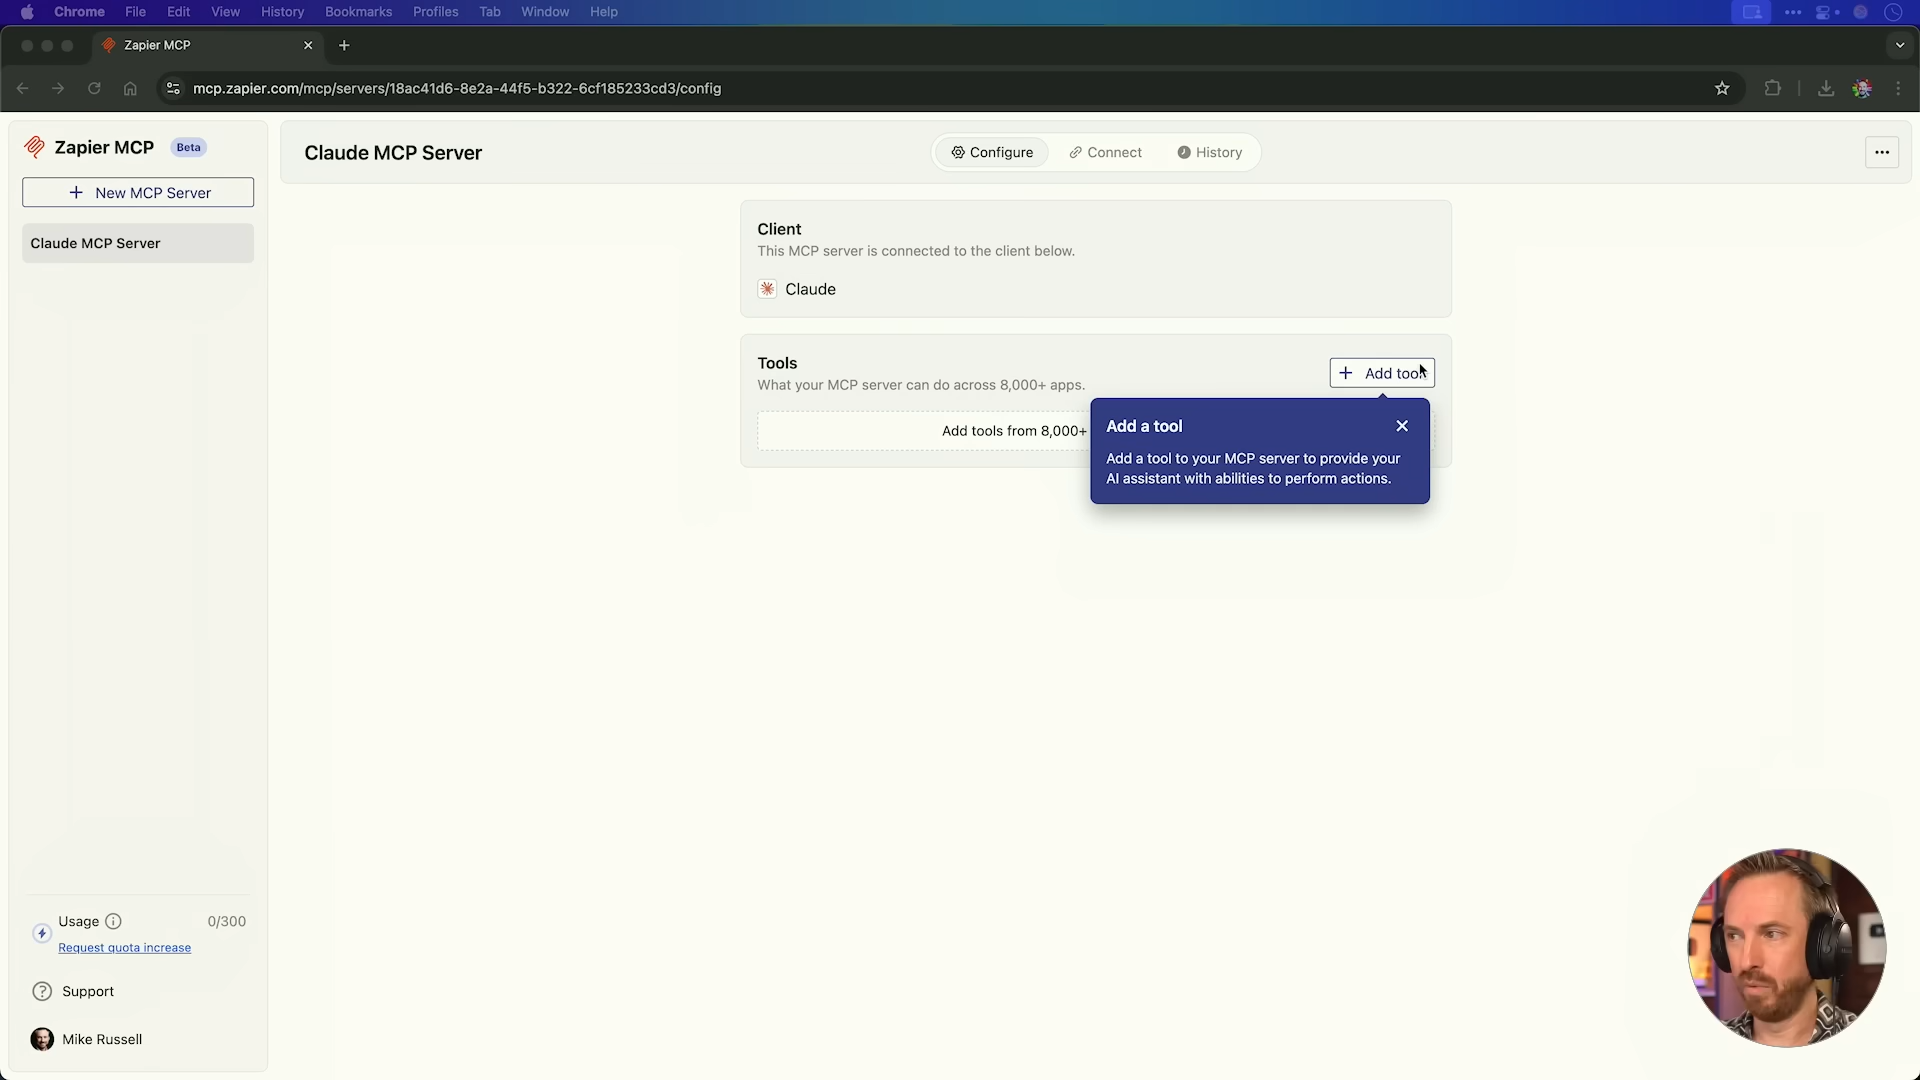 Chrome File Edit View History Bookmarks Profiles Tab Window Help
Zapier MCP
mcp.zapier.com/mcp/servers/18ac41d6-8e2a-44f5-b322-6cf185233cd3/config
Zapier MCP Beta
New MCP Server
Claude MCP Server
Claude MCP Server
Configure
Connect
History
Client
This MCP server is connected to the client below.
Claude
Tools
What your MCP server can do across 8,000+ apps.
Add tool
Add tools from 8,000+
Add a tool
Add a tool to your MCP server to provide your
AI assistant with abilities to perform actions.
Usage 0/300
Request quota increase
Support
Mike Russell